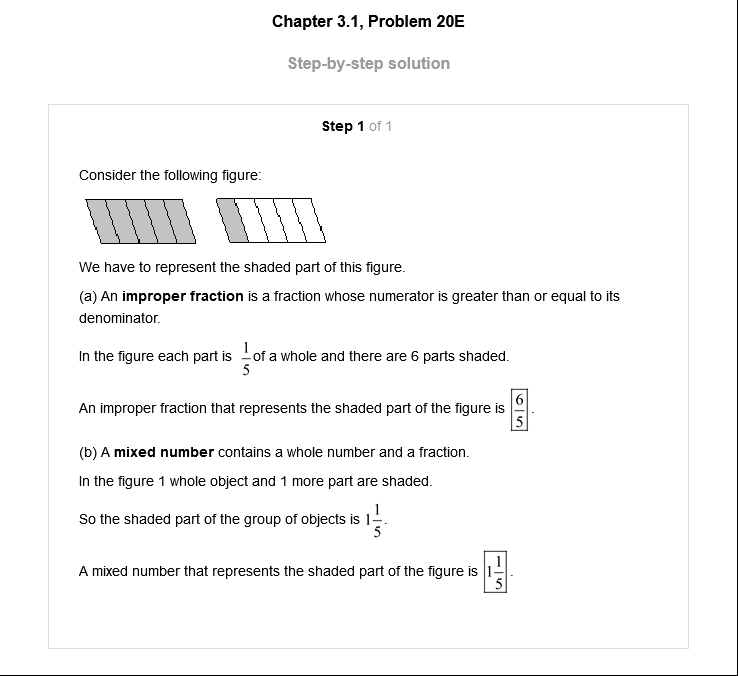 Chapter 3.1, Problem 20E
Step-by-step solution
Step 1 of 1
Consider the following figure:
We have to represent the shaded part of this figure.
(a) An improper fraction is a fraction whose numerator is greater than or equal to its
denominator.
In the figure each part is 1/5 of a whole and there are 6 parts shaded.
An improper fraction that represents the shaded part of the figure is 6/5.
(b) A mixed number contains a whole number and a fraction.
In the figure 1 whole object and 1 more part are shaded.
So the shaded part of the group of objects is 1 1/5.
A mixed number that represents the shaded part of the figure is 1 1/5.